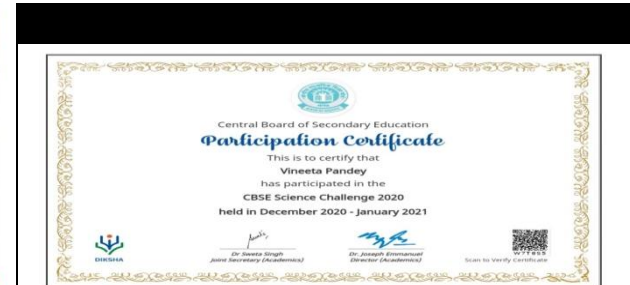 Central Board of Secondary Education
Participation Certificate
This is to certify that
Vineeta Pandey
has participated in the
CBSE Science Challenge 2020
held in December 2020 - January 2021
DIKSHA
Dr Sweta Singh
Joint Secretary (Academics)
Dr. Joseph Emmanuel
Director (Academics)
Scan to Verify Certificate